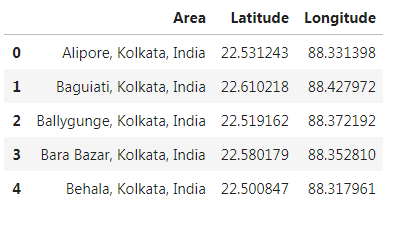 Area Latitude Longitude
0 Alipore, Kolkata, India 22.531243 88.331398
1 Baguiati, Kolkata, India 22.610218 88.427972
2 Ballygunge, Kolkata, India 22.519162 88.372192
3 Bara Bazar, Kolkata, India 22.580179 88.352810
4 Behala, Kolkata, India 22.500847 88.317961